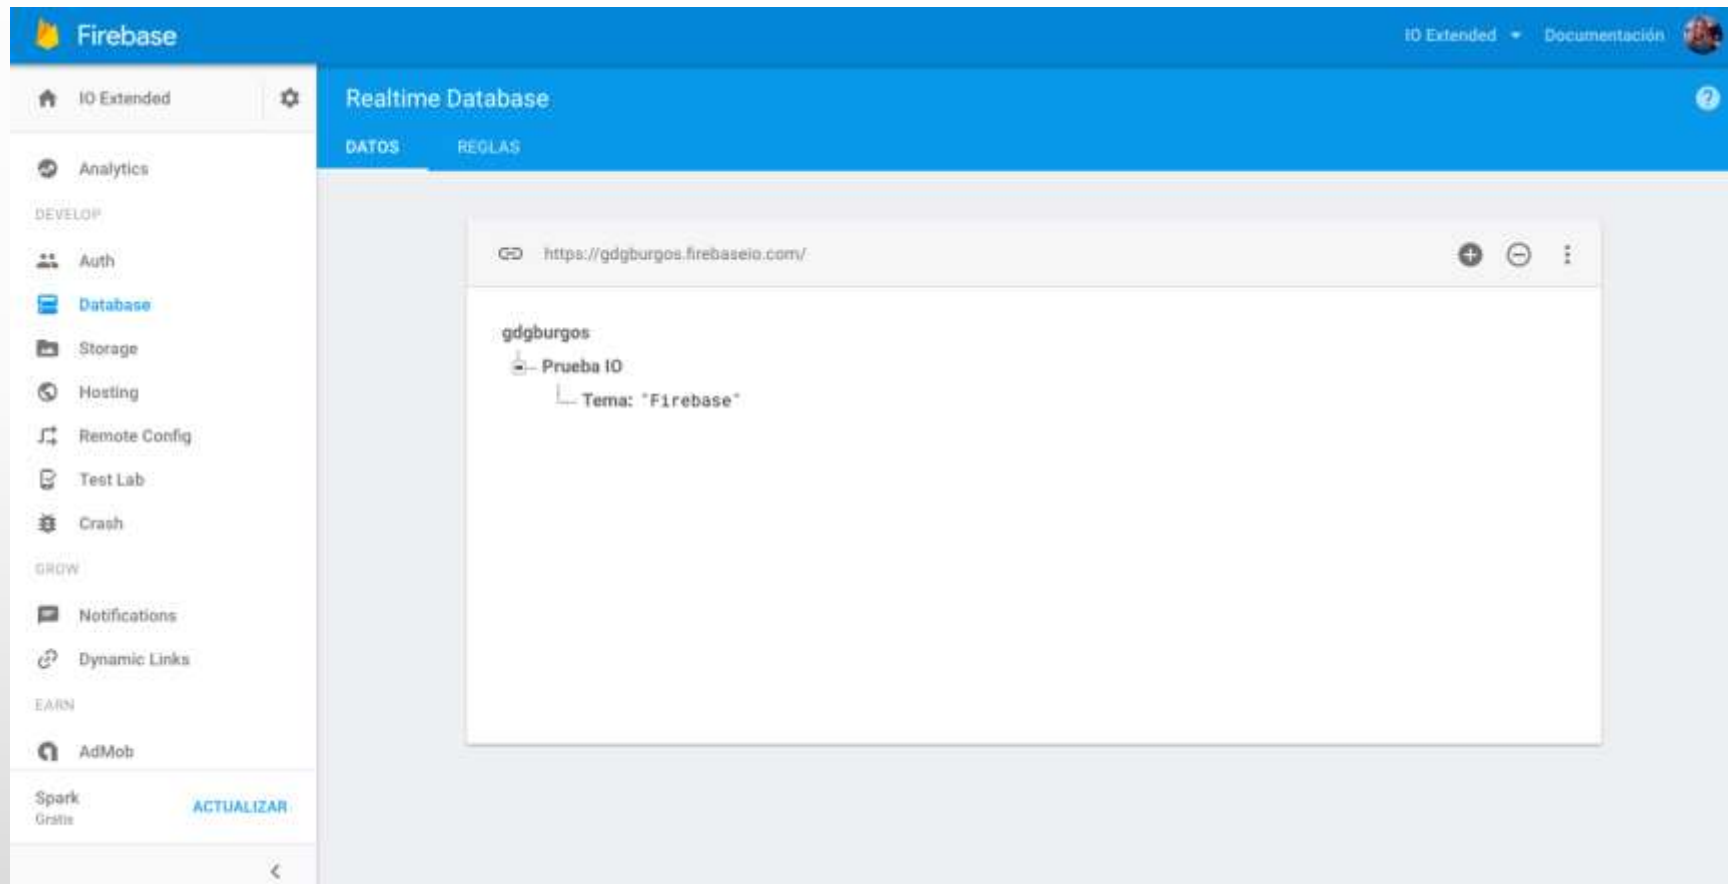 Firebase
IO Extended
Documentación
IO Extended
Analytics
DEVELOP
Auth
Database
Storage
Hosting
Remote Config
Test Lab
Crash
GROW
Notifications
Dynamic Links
EARN
AdMob
Spark
Gratis
ACTUALIZAR
Realtime Database
?
DATOS
REGLAS
https://gdgburgos.firebaseio.com/
gdgburgos
Prueba IO
Tema: "Firebase"